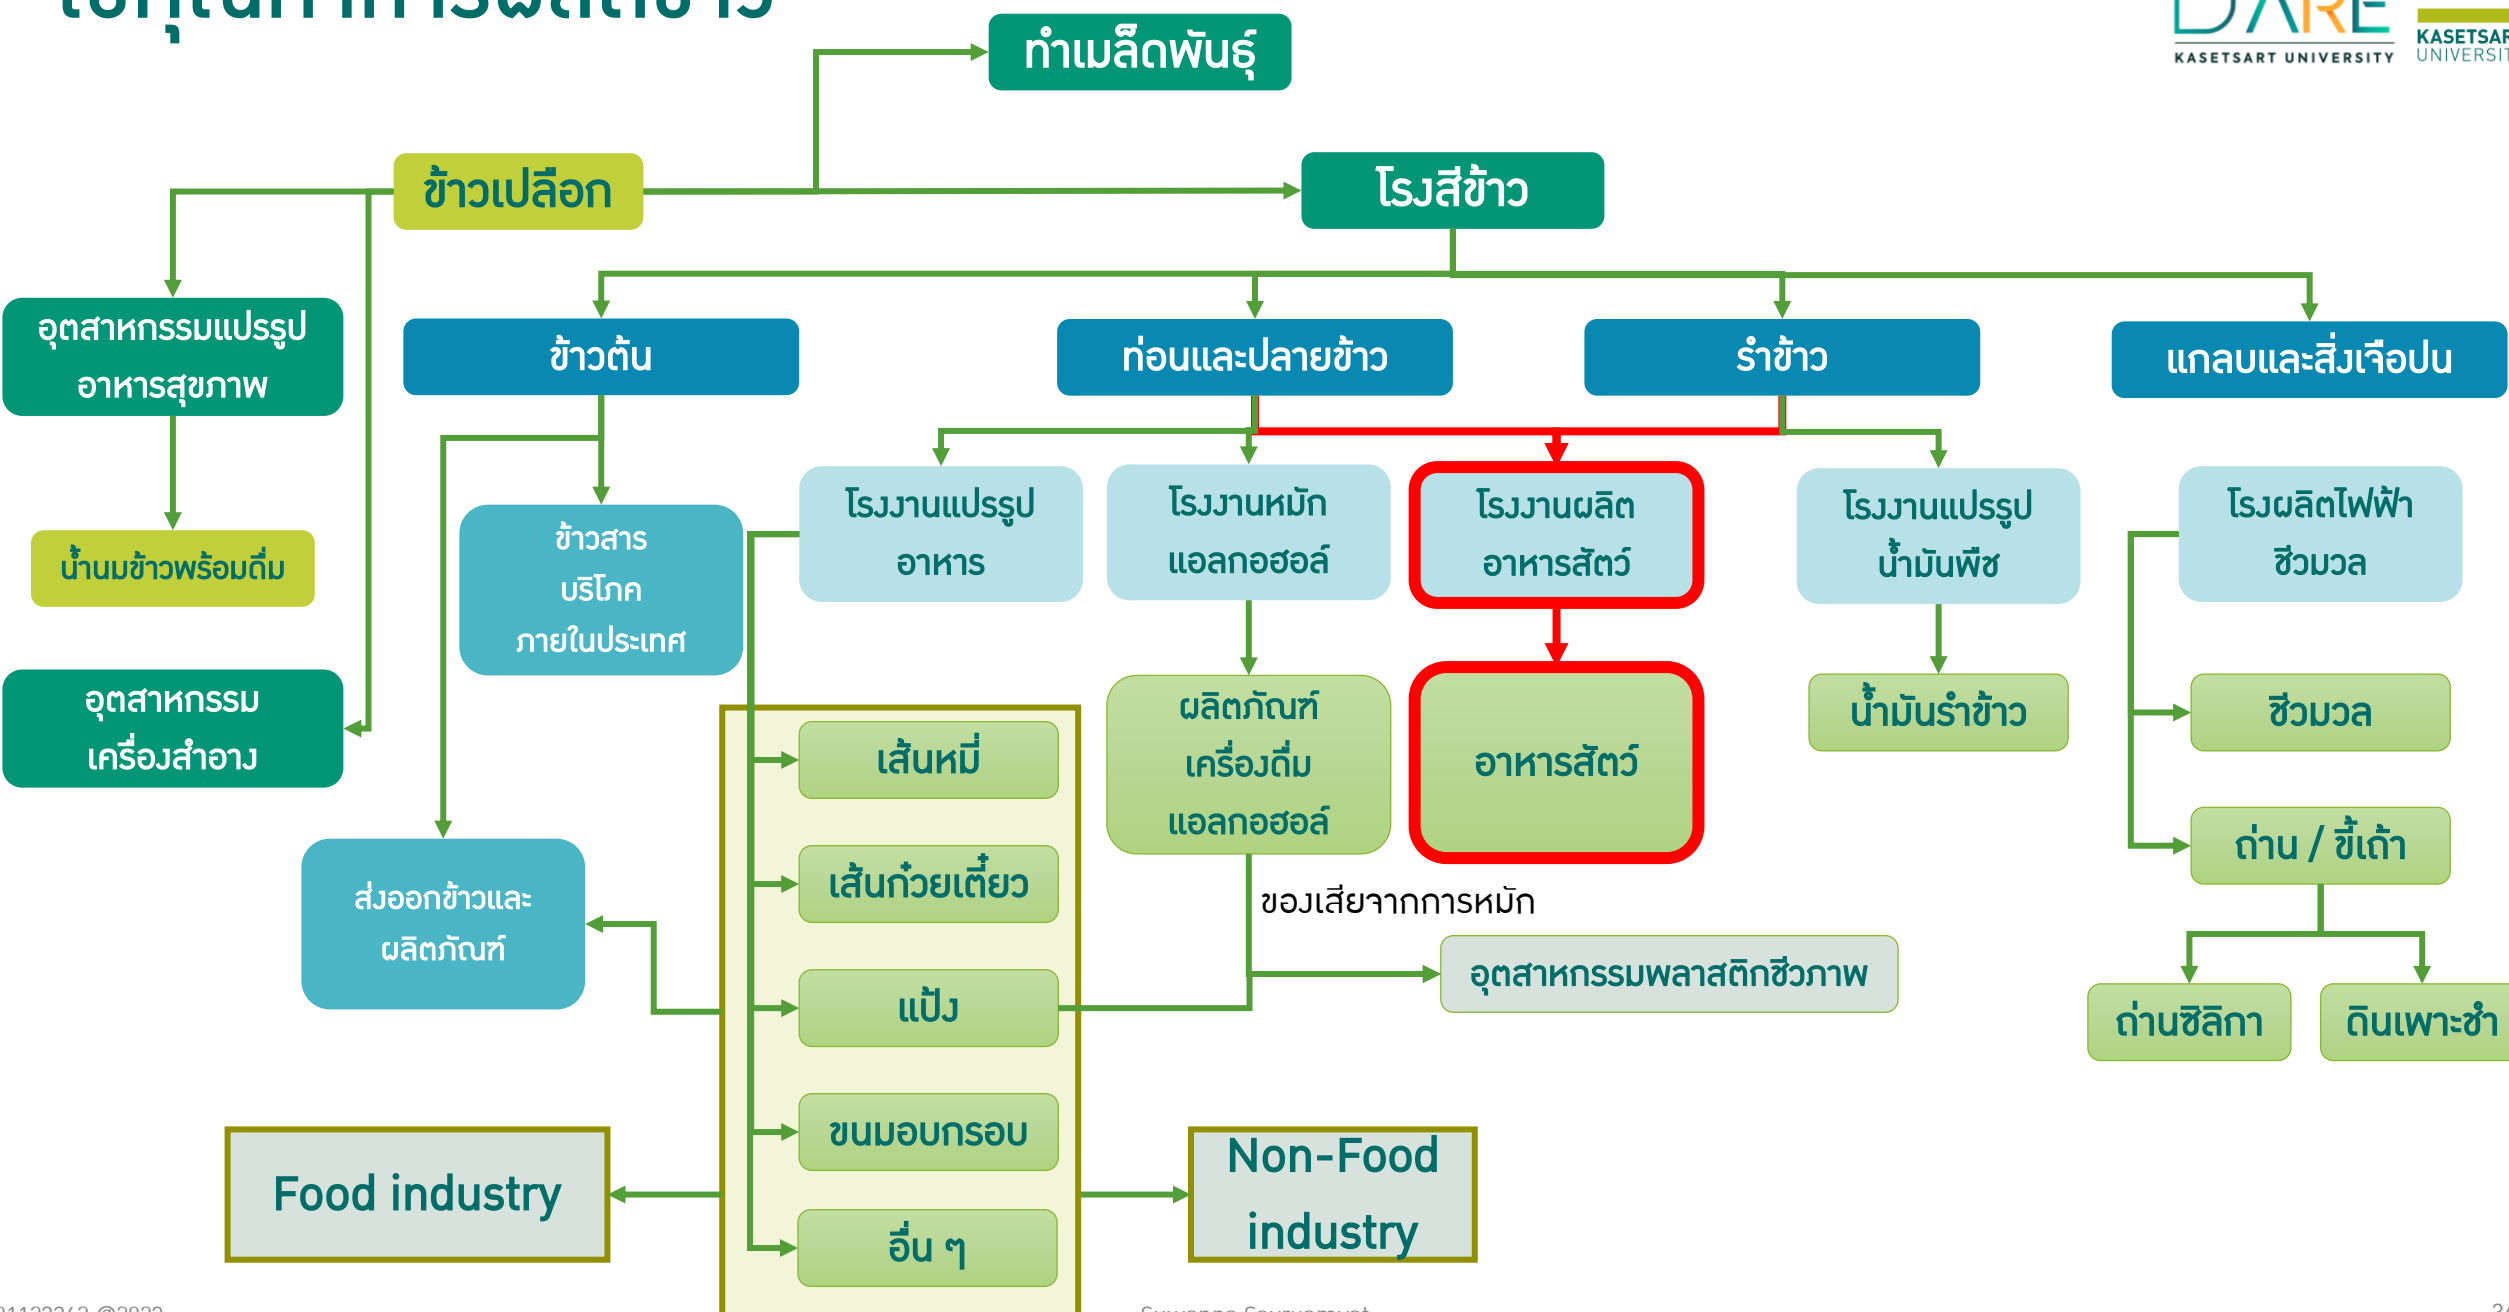 ทำเมล็ดพันธุ์
KASETSART UNIVERSITY
ข้าวเปลือก
โรงสีข้าว
อุตสาหกรรมแปรรูป
อาหารสุขภาพ
ข้าวต้น
ท่อนและปลายข้าว
รำข้าว
แกลบและสิ่งเจือปน
น้ำนมข้าวพร้อมดื่ม
ข้าวสาร
บริโภค
ภายในประเทศ
โรงงานแปรรูป
อาหาร
โรงงานหมัก
แอลกอฮอล์
โรงงานผลิต
อาหารสัตว์
โรงงานแปรรูป
น้ำมันพืช
โรงผลิตไฟฟ้า
ชีวมวล
อุตสาหกรรม
เครื่องสำอาง
เส้นหมี่
ผลิตภัณฑ์
เครื่องดื่ม
แอลกอฮอล์
อาหารสัตว์
น้ำมันรำข้าว
ชีวมวล
ส่งออกข้าวและ
ผลิตภัณฑ์
เส้นก๋วยเตี๋ยว
ถ่าน / ขี้เถ้า
ของเสียจากการหมัก
อุตสาหกรรมพลาสติกชีวภาพ
แป้ง
ถ่านซิลิกา
ดินเพาะชำ
ขนมอบกรอบ
Food industry
Non-Food
industry
อื่น ๆ